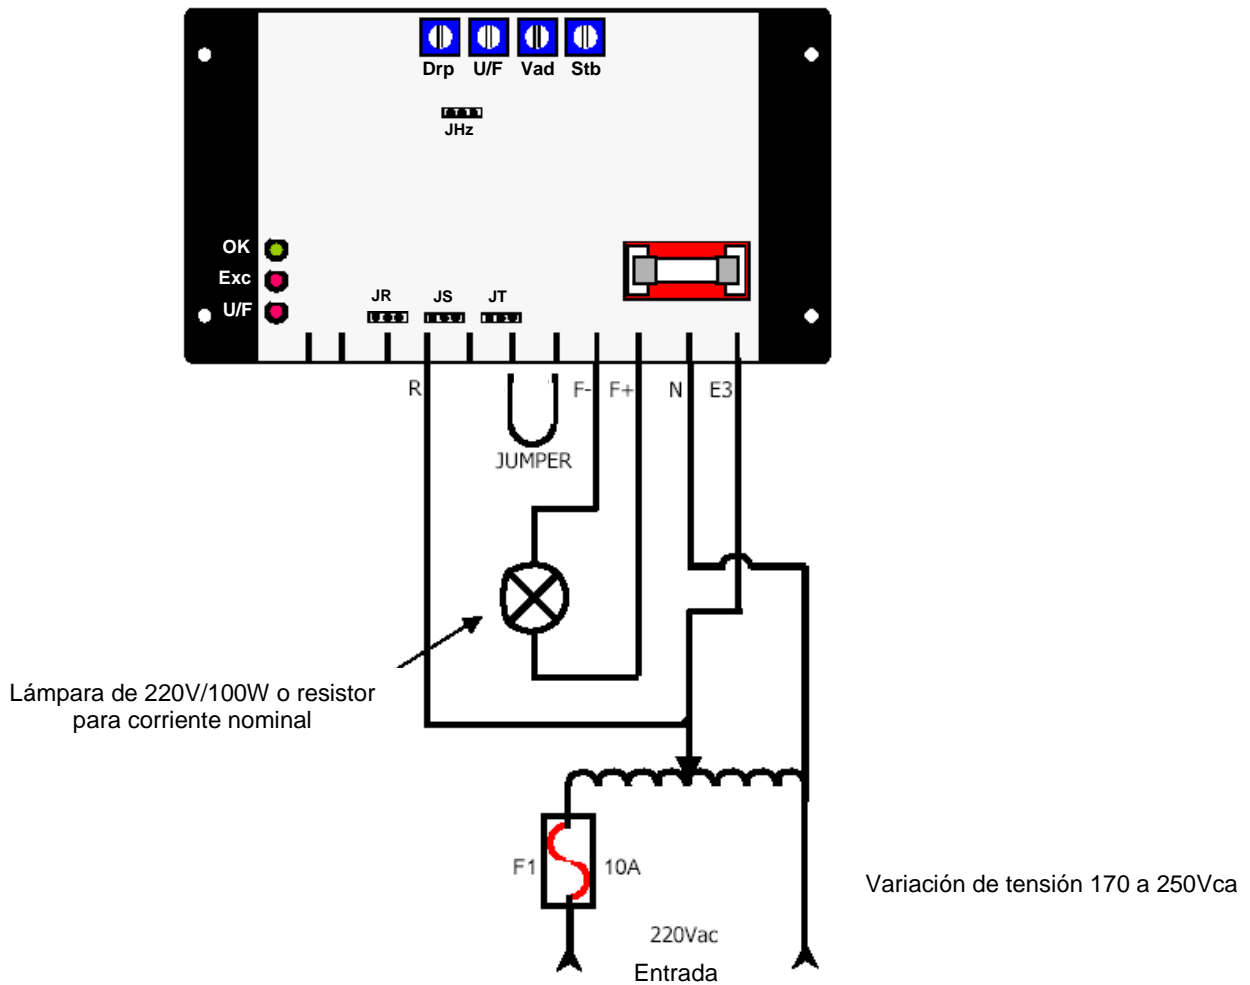 Drp U/F Vad Stb
JHz
OK
Exc
U/F
JR JS JT
R F- F+ N E3
JUMPER
Lámpara de 220V/100W o resistor
para corriente nominal
F1 10A
Variación de tensión 170 a 250Vca
220Vac
Entrada